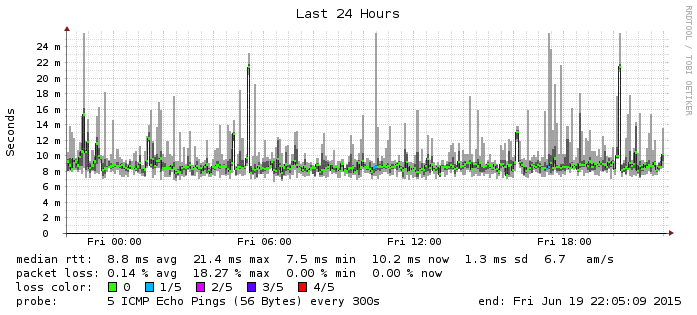 Last 24 Hours
RRDTOOL / TOBI OETIKER
Seconds
24 m
22 m
20 m
18 m
16 m
14 m
12 m
10 m
8 m
6 m
4 m
2 m
0
Fri 00:00 Fri 06:00 Fri 12:00 Fri 18:00
median rtt: 8.8 ms avg 21.4 ms max 7.5 ms min 10.2 ms now 1.3 ms sd 6.7 am/s
packet loss: 0.14 % avg 18.27 % max 0.00 % min 0.00 % now
loss color: 0 1/5 2/5 3/5 4/5
probe: 5 ICMP Echo Pings (56 Bytes) every 300s end: Fri Jun 19 22:05:09 2015